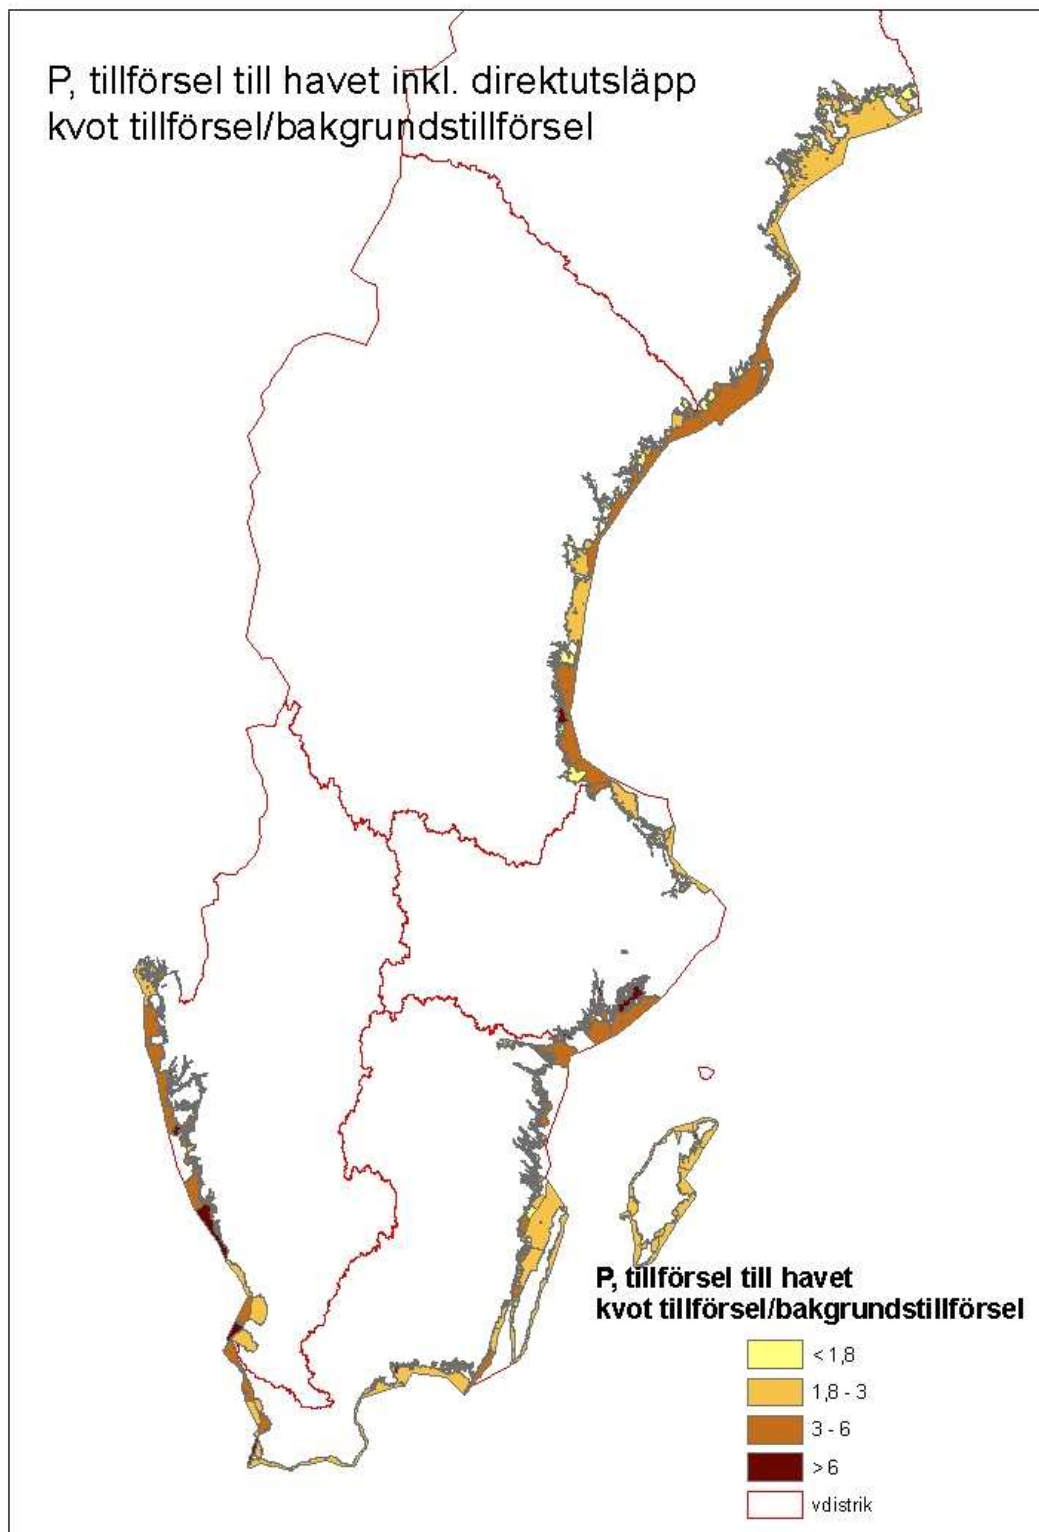 P, tillförsel till havet inkl. direktutsläpp
kvot tillförsel/bakgrundstillförsel
P, tillförsel till havet
kvot tillförsel/bakgrundstillförsel
< 1,8
1,8 - 3
3 - 6
> 6
vdistrik